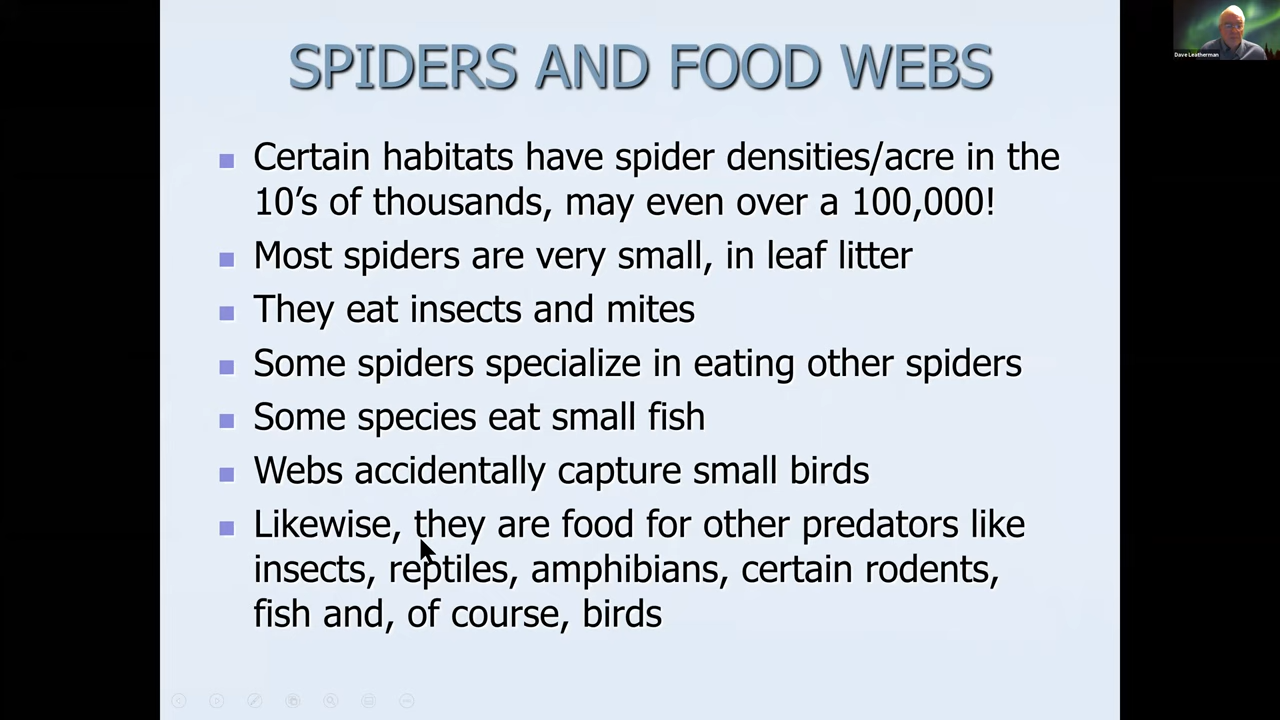 SPIDERS AND FOOD WEBS
Dave Leatherman
Certain habitats have spider densities/acre in the
10's of thousands, may even over a 100,000!
Most spiders are very small, in leaf litter
They eat insects and mites
Some spiders specialize in eating other spiders
Some species eat small fish
Webs accidentally capture small birds
Likewise, they are food for other predators like
insects, reptiles, amphibians, certain rodents,
fish and, of course, birds